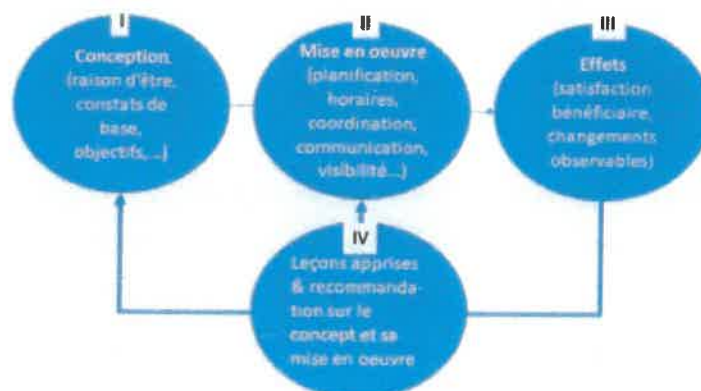 I
Conception
(raison d'être,
constats de
base,
objectifs,...)
II
Mise en oeuvre
(planification,
horaires,
coordination,
communication,
visibilité...)
III
Effets
(satisfaction
bénéficiaire,
changements
observables)
IV
Leçons apprises
& recommanda-
tion sur le
concept et sa
mise en oeuvre